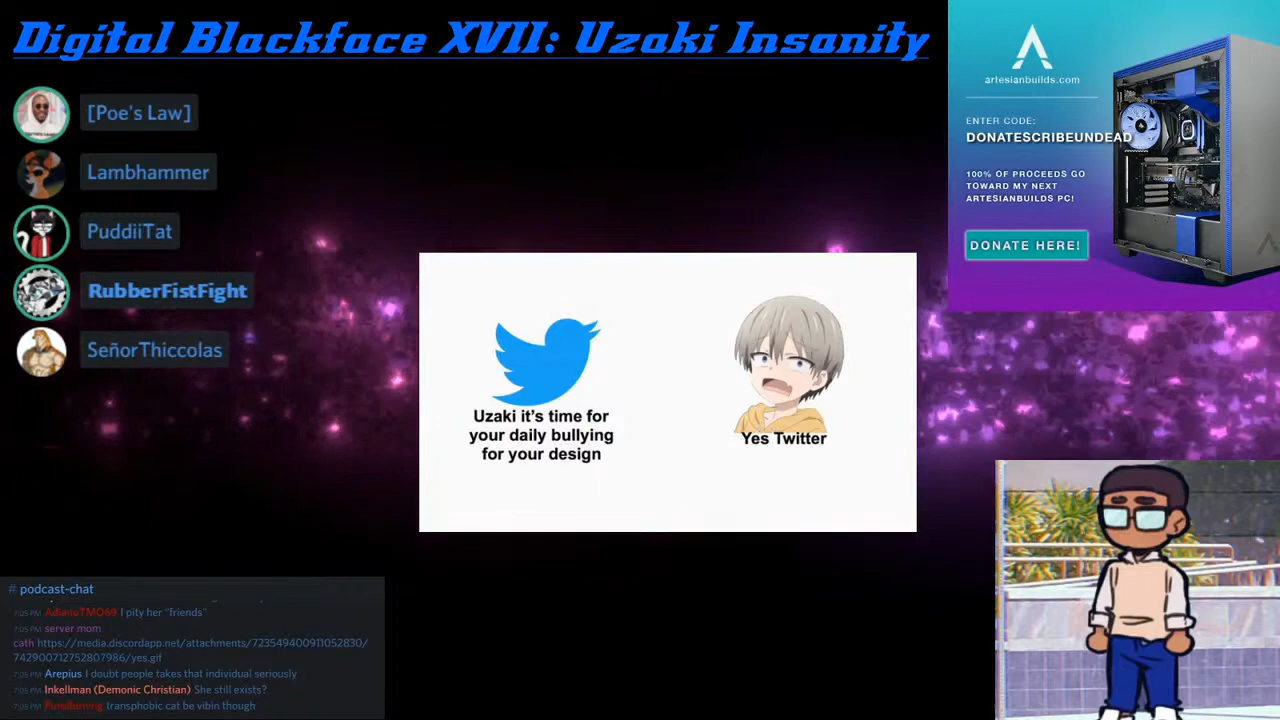 Digital Blackface XVII: Uzaki Insanity
[Poe's Law]
Lambhammer
PuddiiTat
RubberFistFight
SeñorThiccolas
artesianbuilds.com
ENTER CODE:
DONATESCRIBEUNDEAD
100% OF PROCEEDS GO
TOWARD MY NEXT
ARTESIANBUILDS PC!
DONATE HERE!
Uzaki it's time for
your daily bullying
for your design
Yes Twitter
# podcast-chat
7:05 PM AdianoTMO69 I pity her "friends"
7:05 PM server mom
cath https://media.discordapp.net/attachments/723549400911052830/
742900712752807986/yes.gif
7:05 PM Arepius I doubt people takes that individual seriously
7:05 PM Inkellman (Demonic Christian) She still exists?
7:05 PM transphobic cat be vibin though